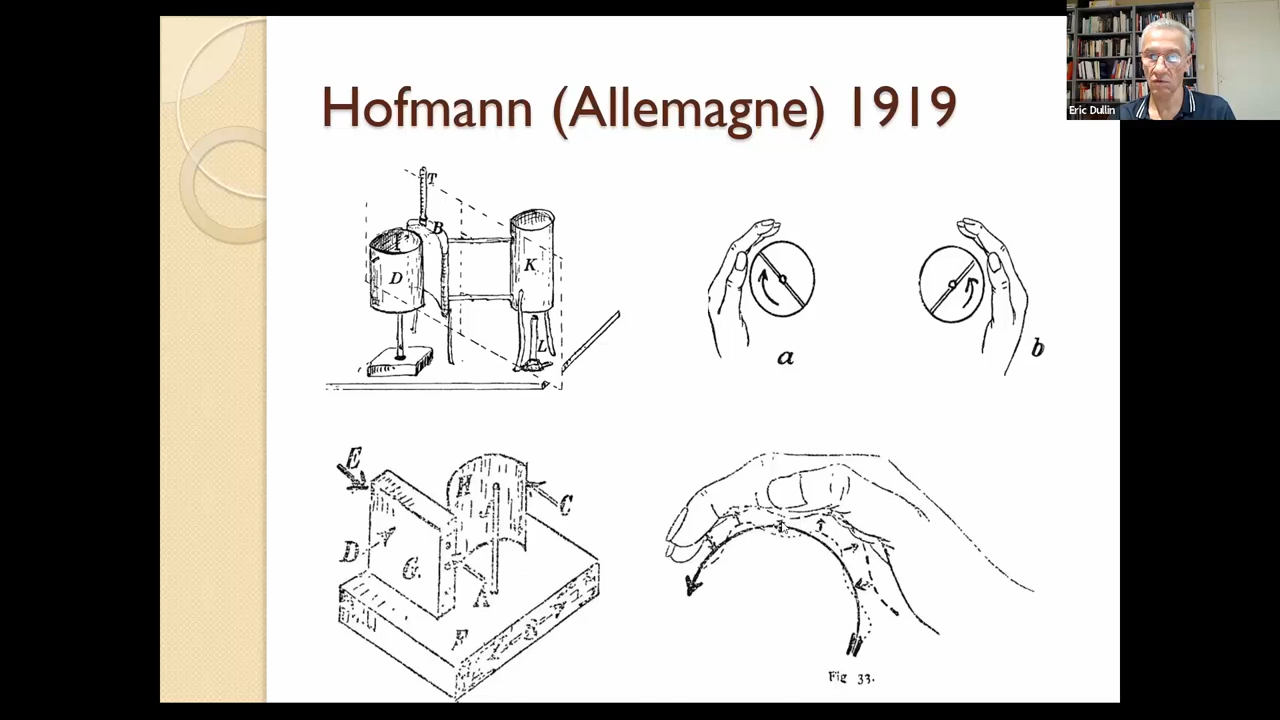 Hofmann (Allemagne) 1919
Eric Dullin
T
B
D
K
L
a
b
E
H
C
D
G.
A
F
Fig 33.